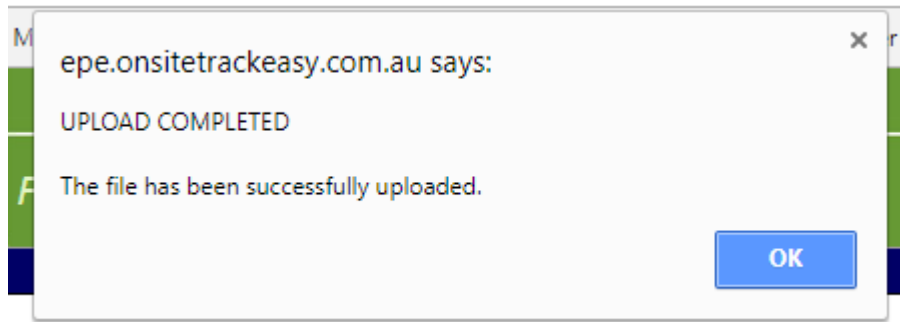 M
epe.onsitetrackeasy.com.au says:
r
UPLOAD COMPLETED
The file has been successfully uploaded.
OK